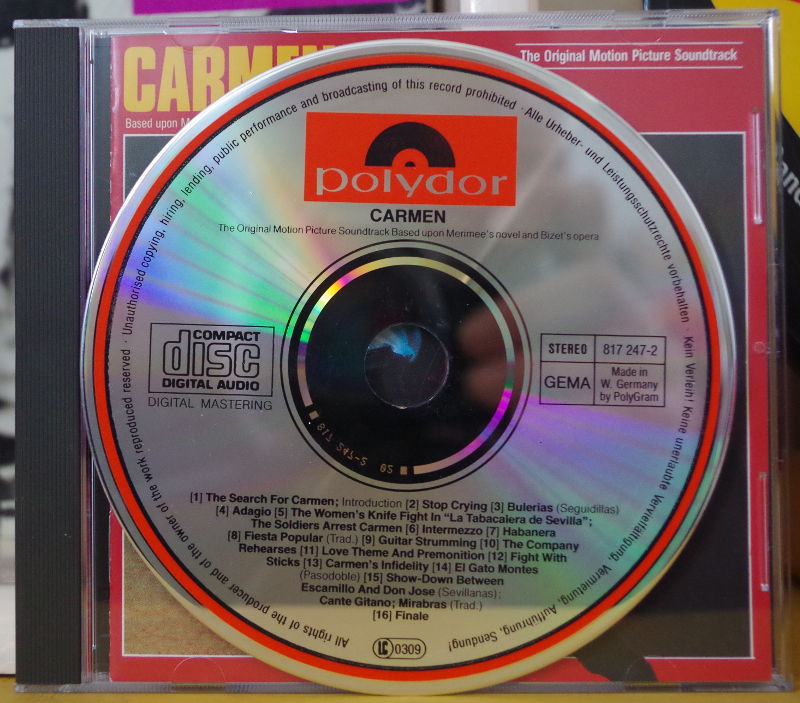 CARMEN
The Original Motion Picture Soundtrack
Based upon
Unauthorised copying, hiring, lending, public performance and broadcasting of this record prohibited · Alle Urheber- und Leistungsschutzrechte vorbehalten · Kein Verleih! Keine unerlaubte Vervielfältigung, Vermietung, Aufführung, Sendung!
All rights of the producer and of the owner of the work reproduced reserved ·
polydor
CARMEN
The Original Motion Picture Soundtrack Based upon Merimee's novel and Bizet's opera
COMPACT
disc
DIGITAL AUDIO
DIGITAL MASTERING
STEREO 817 247-2
GEMA Made in
W. Germany
by PolyGram
[1] The Search For Carmen; Introduction [2] Stop Crying [3] Bulerias (Seguidillas)
[4] Adagio [5] The Women's Knife Fight In "La Tabacalera de Sevilla";
The Soldiers Arrest Carmen [6] Intermezzo [7] Habanera
[8] Fiesta Popular (Trad.) [9] Guitar Strumming [10] The Company
Rehearses [11] Love Theme And Premonition [12] Fight With
Sticks [13] Carmen's Infidelity [14] El Gato Montes
(Pasodoble) [15] Show-Down Between
Escamillo And Don Jose (Sevillanas);
Cante Gitano; Mirabras (Trad.)
[16] Finale
LC 0309